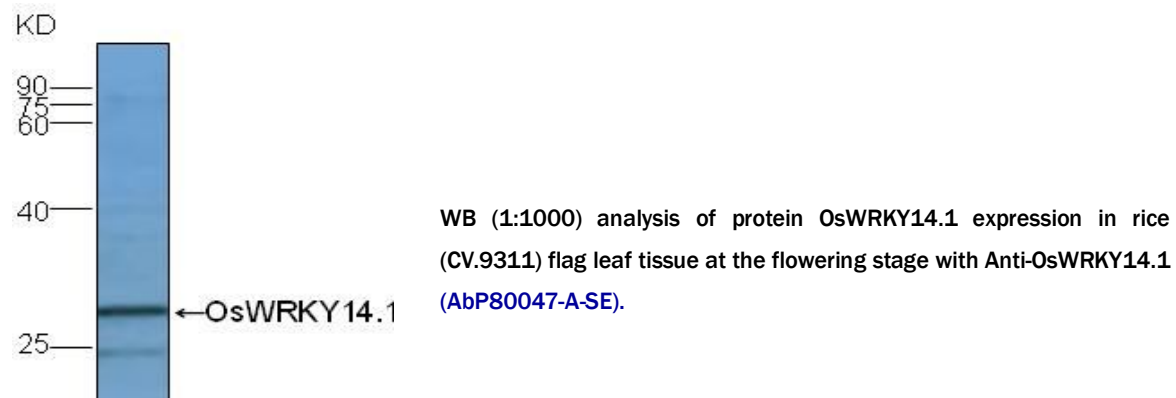 KD
90
75
60
40
←OsWRKY14.1
25
WB (1:1000) analysis of protein OsWRKY14.1 expression in rice
(CV.9311) flag leaf tissue at the flowering stage with Anti-OsWRKY14.1
(AbP80047-A-SE).